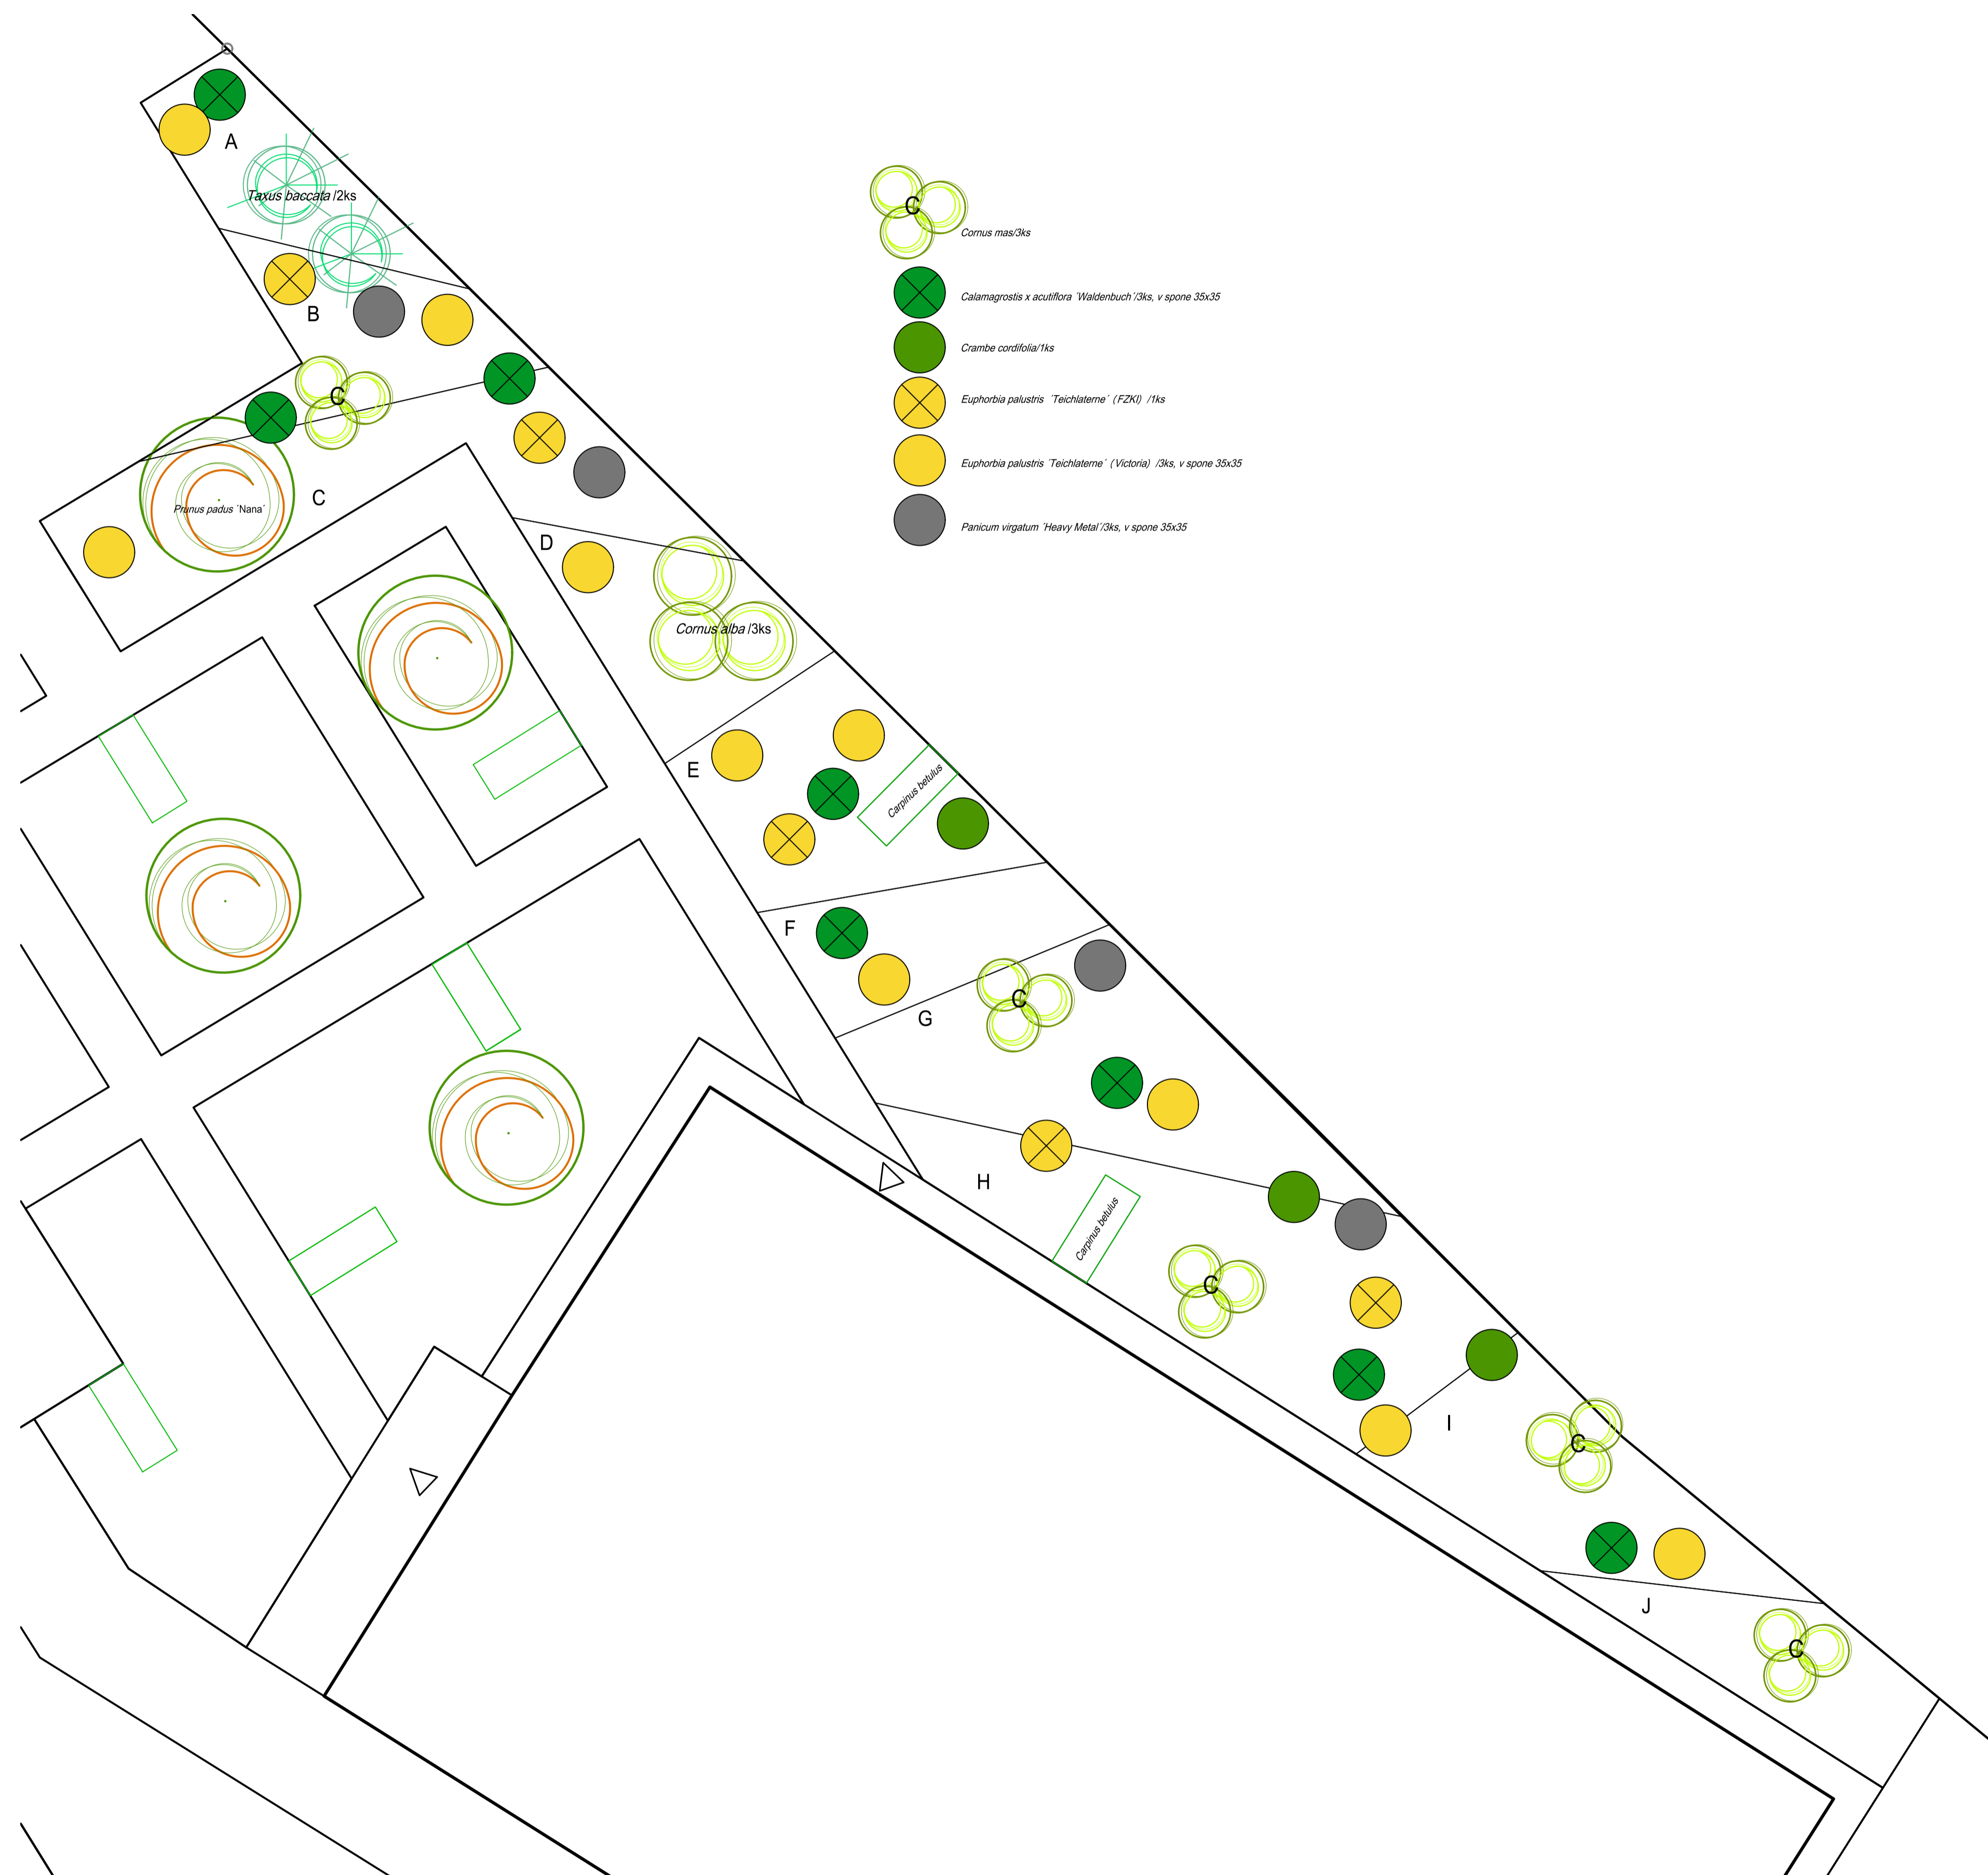 A
Taxus baccata /2ks
C
Cornus mas/3ks
Calamagrostis x acutiflora ´Waldenbuch´/3ks, v spone 35x35
B
Crambe cordifolia/1ks
C
Euphorbia palustris ´Teichlaterne´ (FZKI) /1ks
Euphorbia palustris ´Teichlaterne´ (Victoria) /3ks, v spone 35x35
C
Prunus padus ´Nana´
Panicum virgatum ´Heavy Metal´/3ks, v spone 35x35
D
Cornus alba /3ks
E
Carpinus betulus
F
C
G
H
Carpinus betulus
C
I
C
J
C